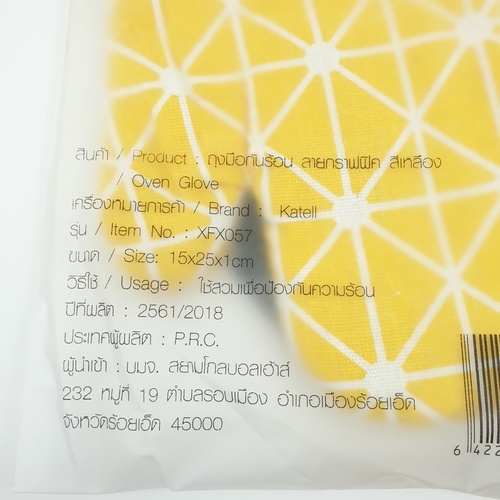 สินค้า / Product : ถุงมือกันร้อน ลายกราฟฟิค สีเหลือง
/ Oven Glove
เครื่องหมายการค้า / Brand : Katell
รุ่น / Item No. : XFX057
ขนาด / Size: 15x25x1cm
วิธีใช้ / Usage : ใช้สวมเพื่อป้องกันความร้อน
ปีที่ผลิต : 2561/2018
ประเทศผู้ผลิต : P.R.C.
ผู้นำเข้า : บมจ. สยามโกลบอลเฮ้าส์
232 หมู่ที่ 19 ตำบลรอบเมือง อำเภอเมืองร้อยเอ็ด
จังหวัดร้อยเอ็ด 45000
6 422